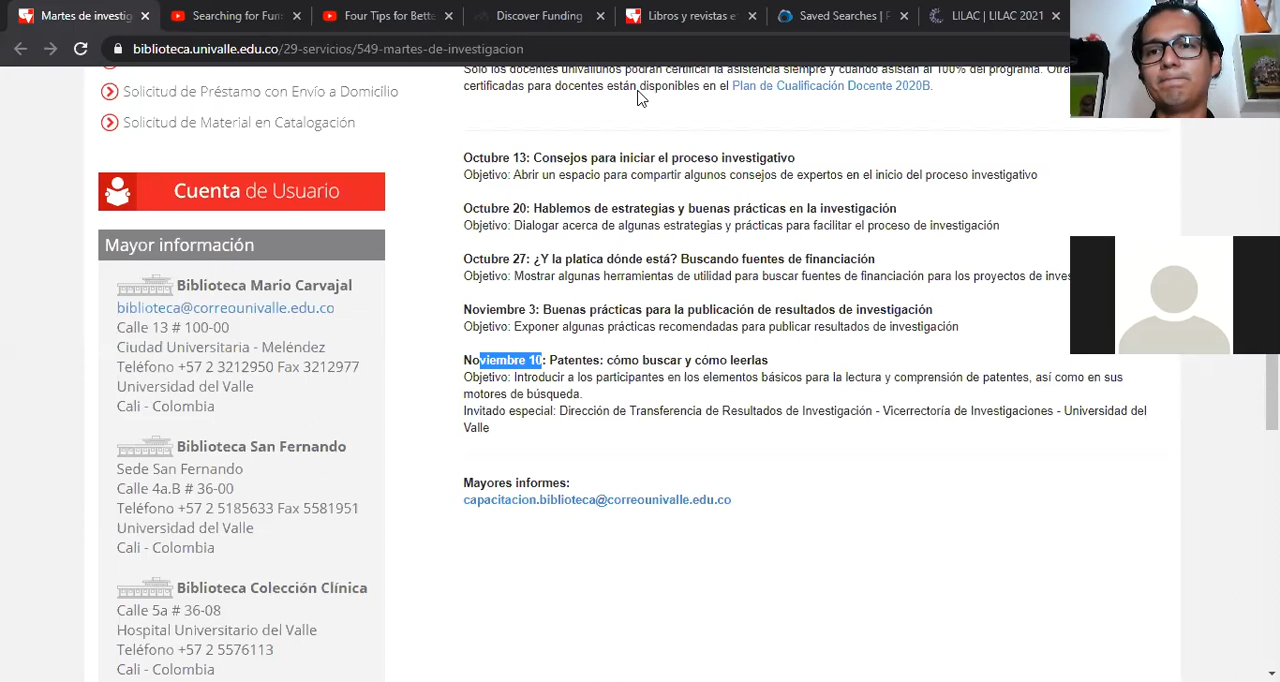 Martes de investig
Searching for Fun
Four Tips for Bette
Discover Funding
Libros y revistas e
Saved Searches | P
LILAC | LILAC 2021
biblioteca.univalle.edu.co/29-servicios/549-martes-de-investigacion
Solicitud de Préstamo con Envío a Domicilio
Solicitud de Material en Catalogación
Cuenta de Usuario
Mayor información
Biblioteca Mario Carvajal
biblioteca@correounivalle.edu.co
Calle 13 # 100-00
Ciudad Universitaria - Meléndez
Teléfono +57 2 3212950 Fax 3212977
Universidad del Valle
Cali - Colombia
Biblioteca San Fernando
Sede San Fernando
Calle 4a.B # 36-00
Teléfono +57 2 5185633 Fax 5581951
Universidad del Valle
Cali - Colombia
Biblioteca Colección Clínica
Calle 5a # 36-08
Hospital Universitario del Valle
Teléfono +57 2 5576113
Cali - Colombia
Solo los docentes univallunos podrán certificar la asistencia siempre y cuando asistan al 100% del programa. Otra
certificadas para docentes están disponibles en el Plan de Cualificación Docente 2020B.
Octubre 13: Consejos para iniciar el proceso investigativo
Objetivo: Abrir un espacio para compartir algunos consejos de expertos en el inicio del proceso investigativo
Octubre 20: Hablemos de estrategias y buenas prácticas en la investigación
Objetivo: Dialogar acerca de algunas estrategias y prácticas para facilitar el proceso de investigación
Octubre 27: ¿Y la platica dónde está? Buscando fuentes de financiación
Objetivo: Mostrar algunas herramientas de utilidad para buscar fuentes de financiación para los proyectos de inves
Noviembre 3: Buenas prácticas para la publicación de resultados de investigación
Objetivo: Exponer algunas prácticas recomendadas para publicar resultados de investigación
Noviembre 10: Patentes: cómo buscar y cómo leerlas
Objetivo: Introducir a los participantes en los elementos básicos para la lectura y comprensión de patentes, así como en sus
motores de búsqueda.
Invitado especial: Dirección de Transferencia de Resultados de Investigación - Vicerrectoría de Investigaciones - Universidad del
Valle
Mayores informes:
capacitacion.biblioteca@correounivalle.edu.co